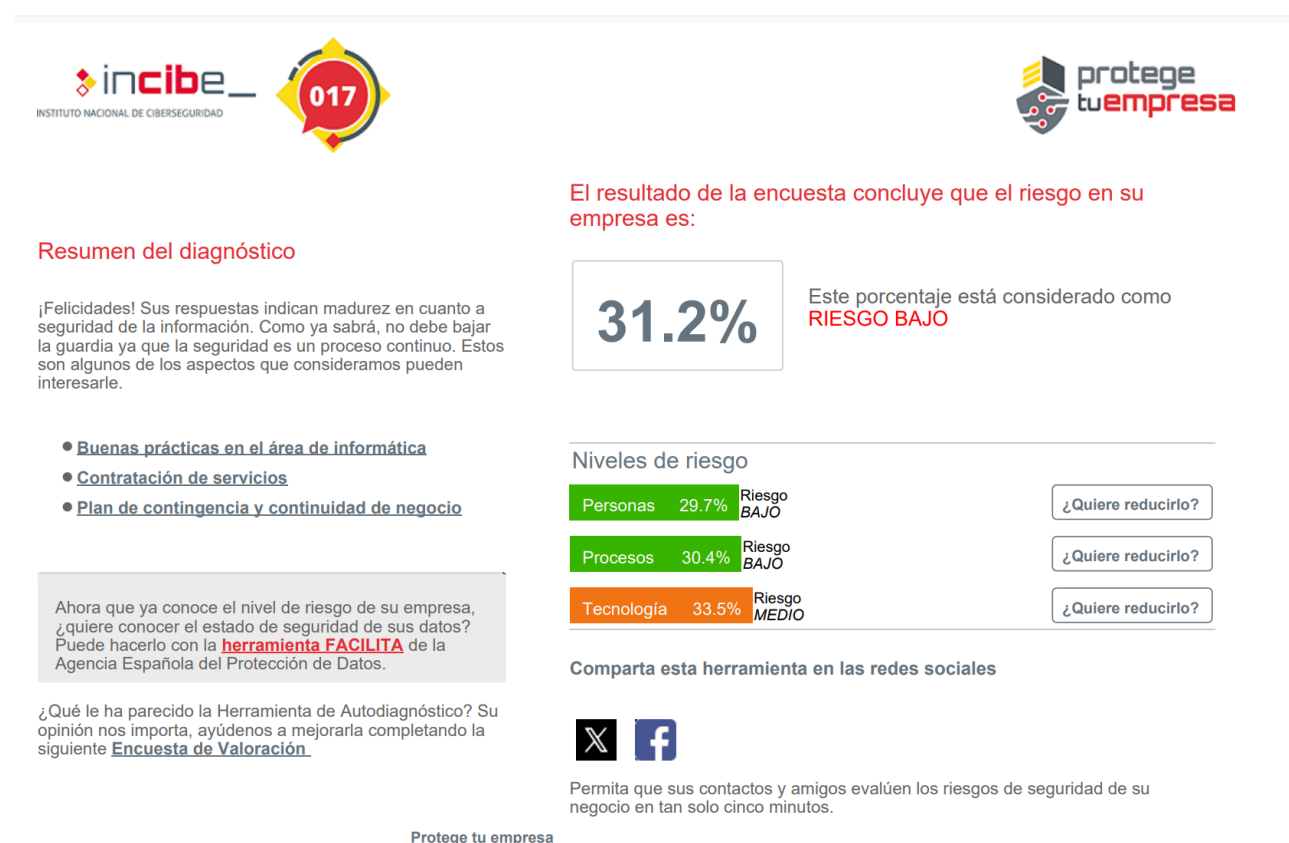 incibe_
INSTITUTO NACIONAL DE CIBERSEGURIDAD
017
protege
tuempresa
Resumen del diagnóstico
¡Felicidades! Sus respuestas indican madurez en cuanto a
seguridad de la información. Como ya sabrá, no debe bajar
la guardia ya que la seguridad es un proceso continuo. Estos
son algunos de los aspectos que consideramos pueden
interesarle.
Buenas prácticas en el área de informática
Contratación de servicios
Plan de contingencia y continuidad de negocio
Ahora que ya conoce el nivel de riesgo de su empresa,
¿quiere conocer el estado de seguridad de sus datos?
Puede hacerlo con la herramienta FACILITA de la
Agencia Española del Protección de Datos.
¿Qué le ha parecido la Herramienta de Autodiagnóstico? Su
opinión nos importa, ayúdenos a mejorarla completando la
siguiente Encuesta de Valoración
El resultado de la encuesta concluye que el riesgo en su
empresa es:
31.2%
Este porcentaje está considerado como
RIESGO BAJO
Niveles de riesgo
Personas 29.7% Riesgo
BAJO
¿Quiere reducirlo?
Procesos 30.4% Riesgo
BAJO
¿Quiere reducirlo?
Tecnología 33.5% Riesgo
MEDIO
¿Quiere reducirlo?
Comparta esta herramienta en las redes sociales
Permita que sus contactos y amigos evalúen los riesgos de seguridad de su
negocio en tan solo cinco minutos.
Protege tu empresa